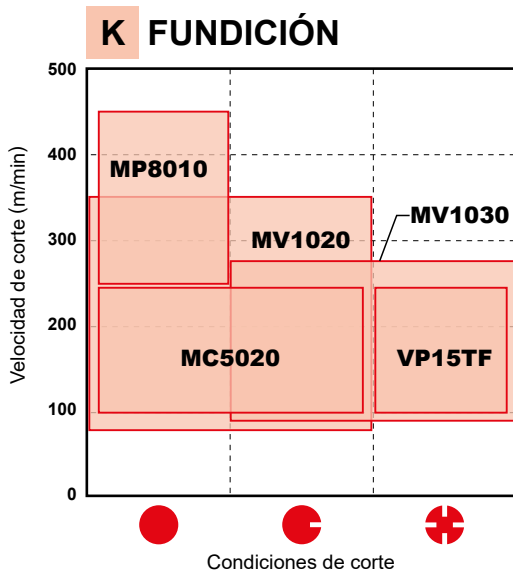 K FUNDICIÓN
Velocidad de corte (m/min)
500
400
300
200
100
0
MP8010
MV1020
MV1030
MC5020
VP15TF
Condiciones de corte